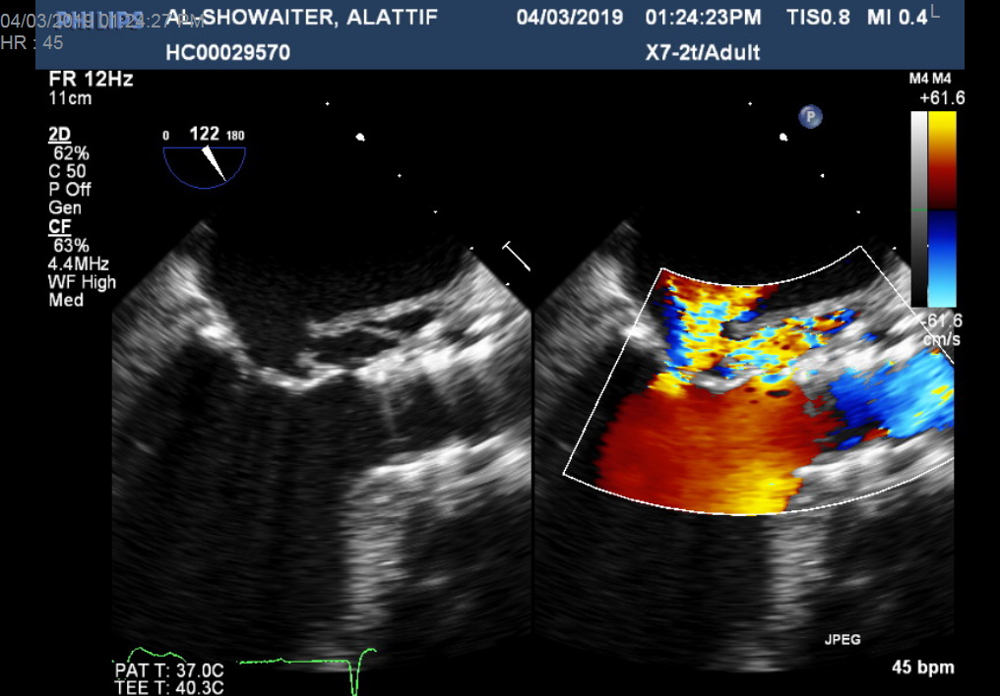 04/03/2019 01:24:27 PM
HR : 45
PHILIPS
AL-SHOWAITER, ALATTIF 04/03/2019 01:24:23PM TIS0.8 MI 0.4
HC00029570 X7-2t/Adult
L
FR 12Hz
11cm
2D
62%
C 50
P Off
Gen
CF
63%
4.4MHz
WF High
Med
0 122 180
P
M4 M4
+61.6
-61.6
cm/s
JPEG
PAT T: 37.0C
TEE T: 40.3C
45 bpm